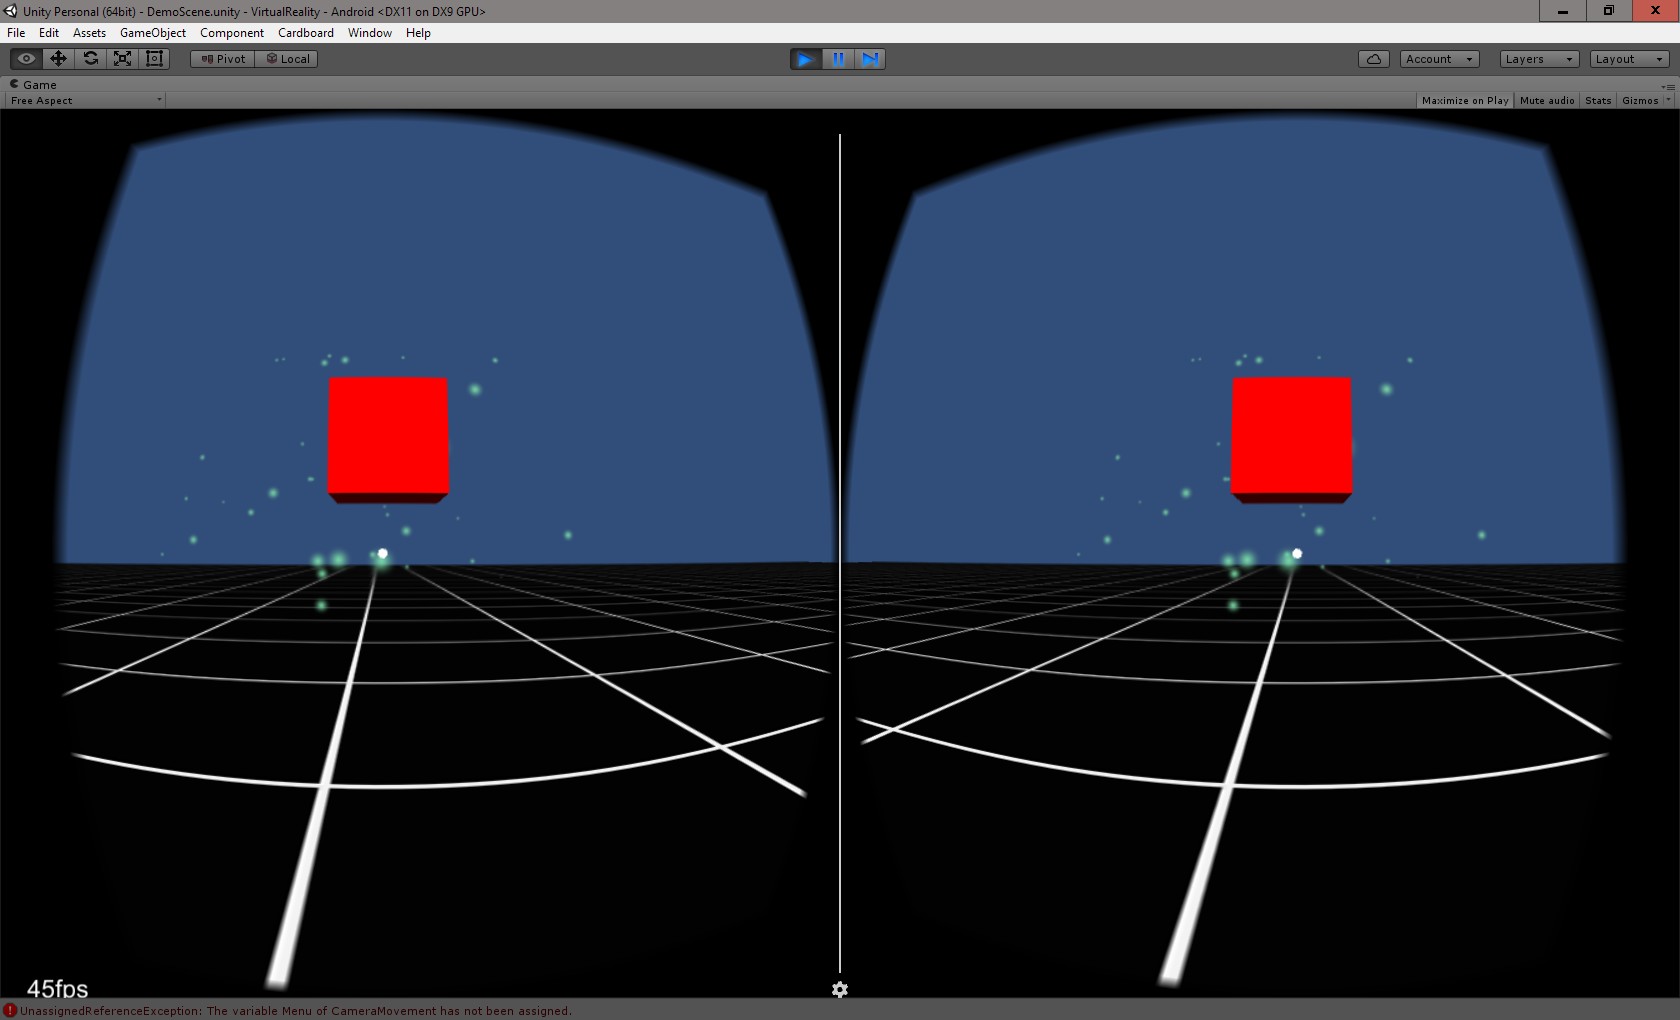 Unity Personal (64bit) - DemoScene.unity - VirtualReality - Android <DX11 on DX9 GPU>
File Edit Assets GameObject Component Cardboard Window Help
Pivot Local Account Layers Layout
Game
Free Aspect Maximize on Play Mute audio Stats Gizmos
45fps
UnassignedReferenceException: The variable Menu of CameraMovement has not been assigned.